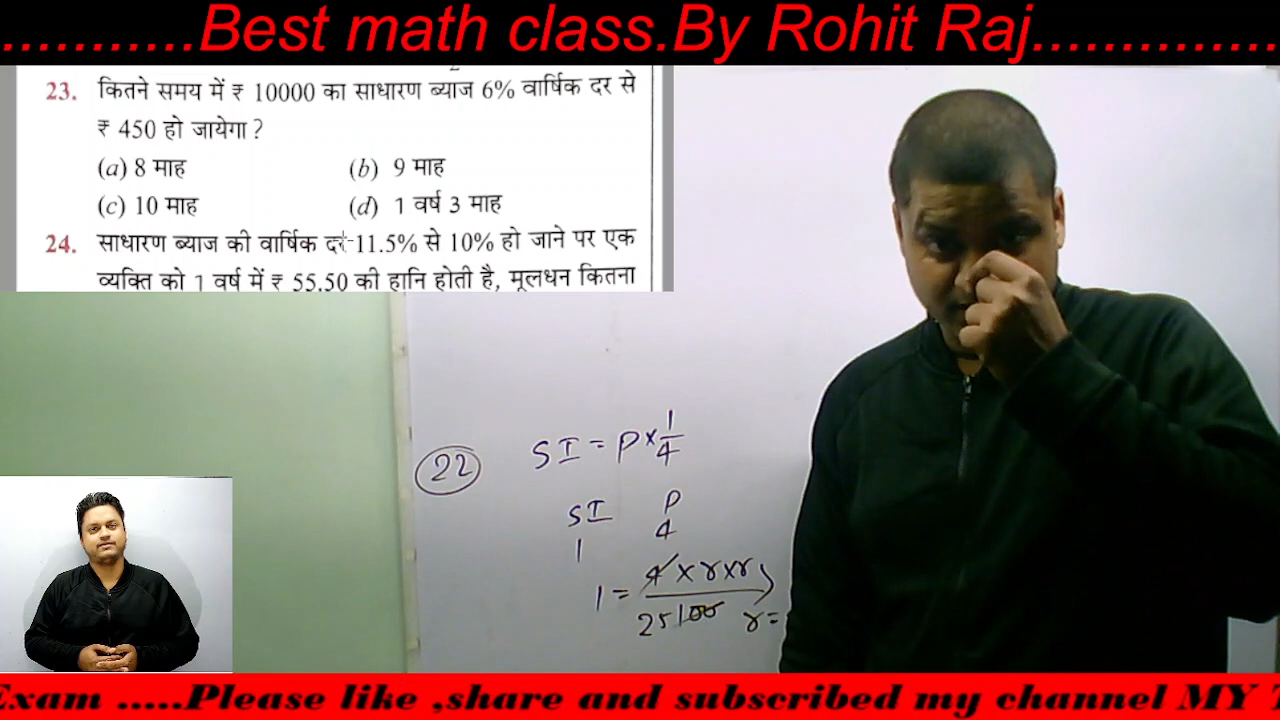 ...........Best math class.By Rohit Raj..............
23. कितने समय में ₹ 10000 का साधारण ब्याज 6% वार्षिक दर से
₹ 450 हो जायेगा ?
(a) 8 माह (b) 9 माह
(c) 10 माह (d) 1 वर्ष 3 माह
24. साधारण ब्याज की वार्षिक दर 11.5% से 10% हो जाने पर एक
व्यक्ति को 1 वर्ष में ₹ 55.50 की हानि होती है, मूलधन कितना
22 SI = P × 1/4
SI P
1 4
1 = 4 × r × r
25 100 r =
Exam .....Please like ,share and subscribed my channel MY